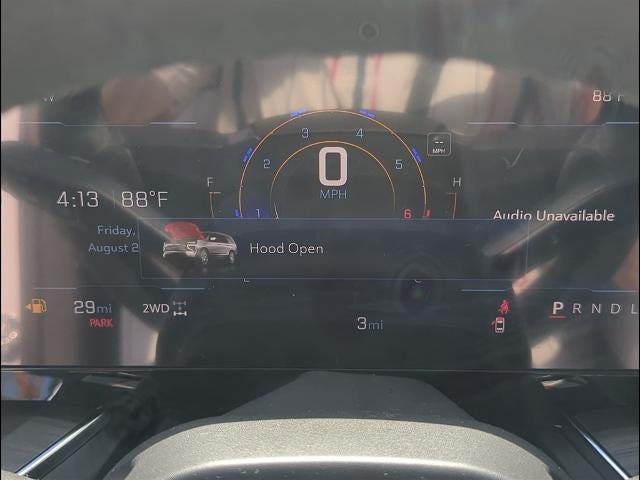 W
88°F
3
4
MPH
2
5
0
MPH
F
H
4:13
88°F
1
6
Audio Unavailable
Friday,
August 2
Hood Open
29mi
PARK
2WD
3mi
P R N D L